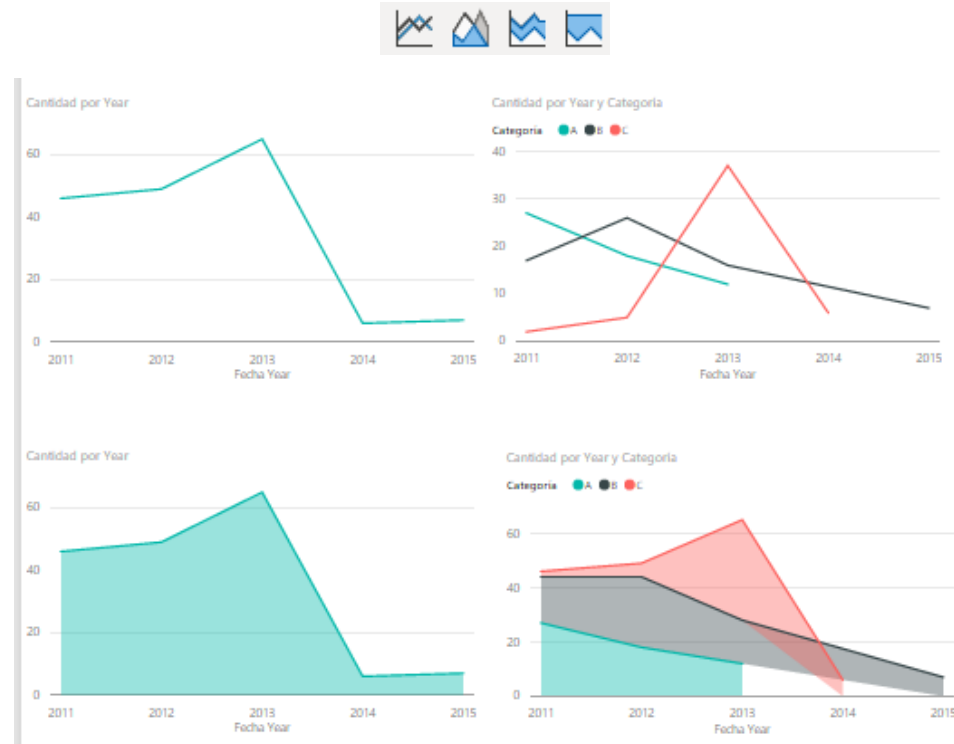 Cantidad por Year
60
40
20
0
2011 2012 2013 2014 2015
Fecha Year
Cantidad por Year y Categoria
Categoria A B C
40
30
20
10
0
2011 2012 2013 2014 2015
Fecha Year
Cantidad por Year
60
40
20
0
2011 2012 2013 2014 2015
Fecha Year
Cantidad por Year y Categoria
Categoria A B C
60
40
20
0
2011 2012 2013 2014 2015
Fecha Year